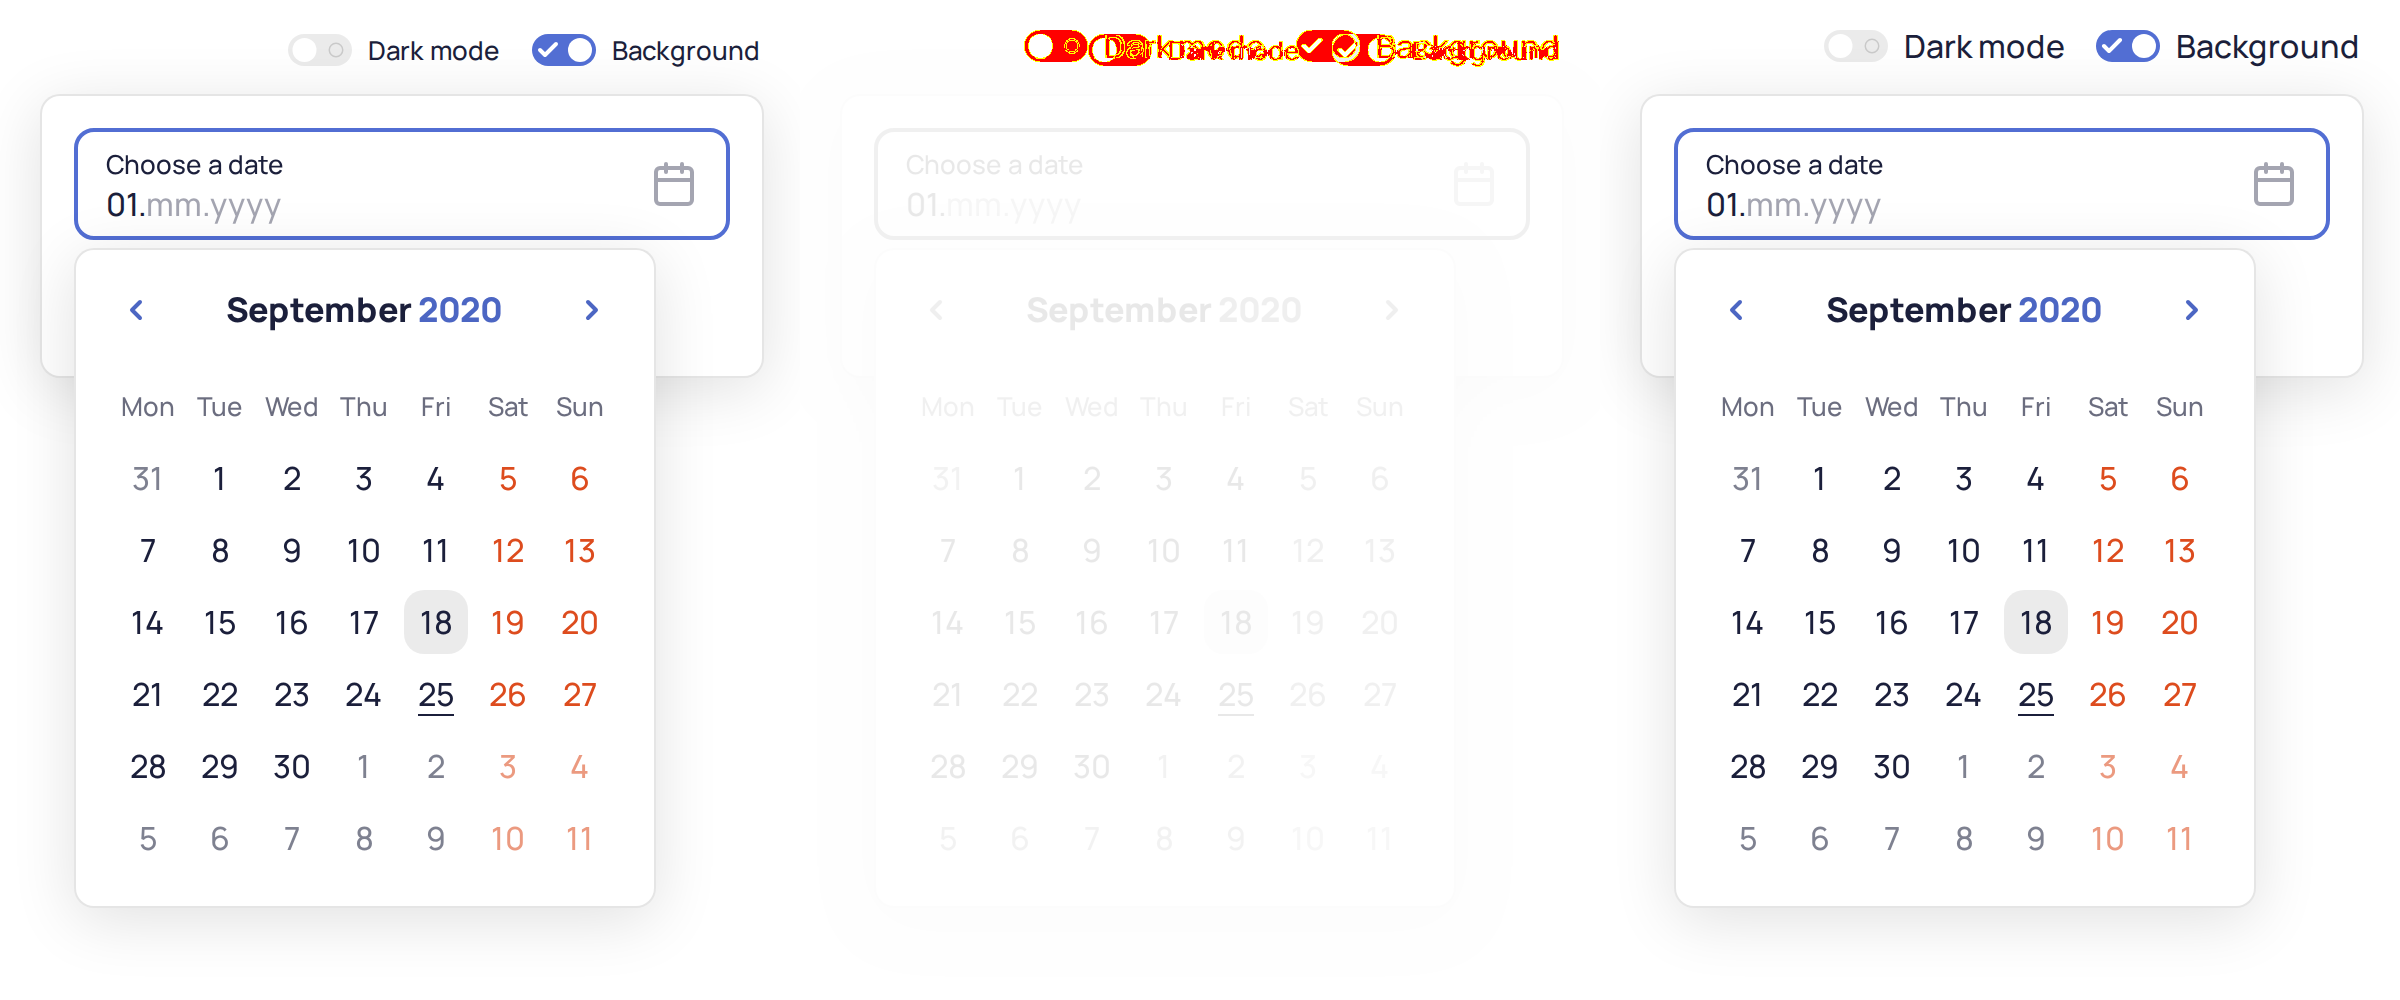 Dark mode Background
Choose a date
01.mm.yyyy
September 2020
Mon Tue Wed Thu Fri Sat Sun
31 1 2 3 4 5 6
7 8 9 10 11 12 13
14 15 16 17 18 19 20
21 22 23 24 25 26 27
28 29 30 1 2 3 4
5 6 7 8 9 10 11
Dark mode Background
Choose a date
01.mm.yyyy
September 2020
Mon Tue Wed Thu Fri Sat Sun
31 1 2 3 4 5 6
7 8 9 10 11 12 13
14 15 16 17 18 19 20
21 22 23 24 25 26 27
28 29 30 1 2 3 4
5 6 7 8 9 10 11
Dark mode Background
Choose a date
01.mm.yyyy
September 2020
Mon Tue Wed Thu Fri Sat Sun
31 1 2 3 4 5 6
7 8 9 10 11 12 13
14 15 16 17 18 19 20
21 22 23 24 25 26 27
28 29 30 1 2 3 4
5 6 7 8 9 10 11